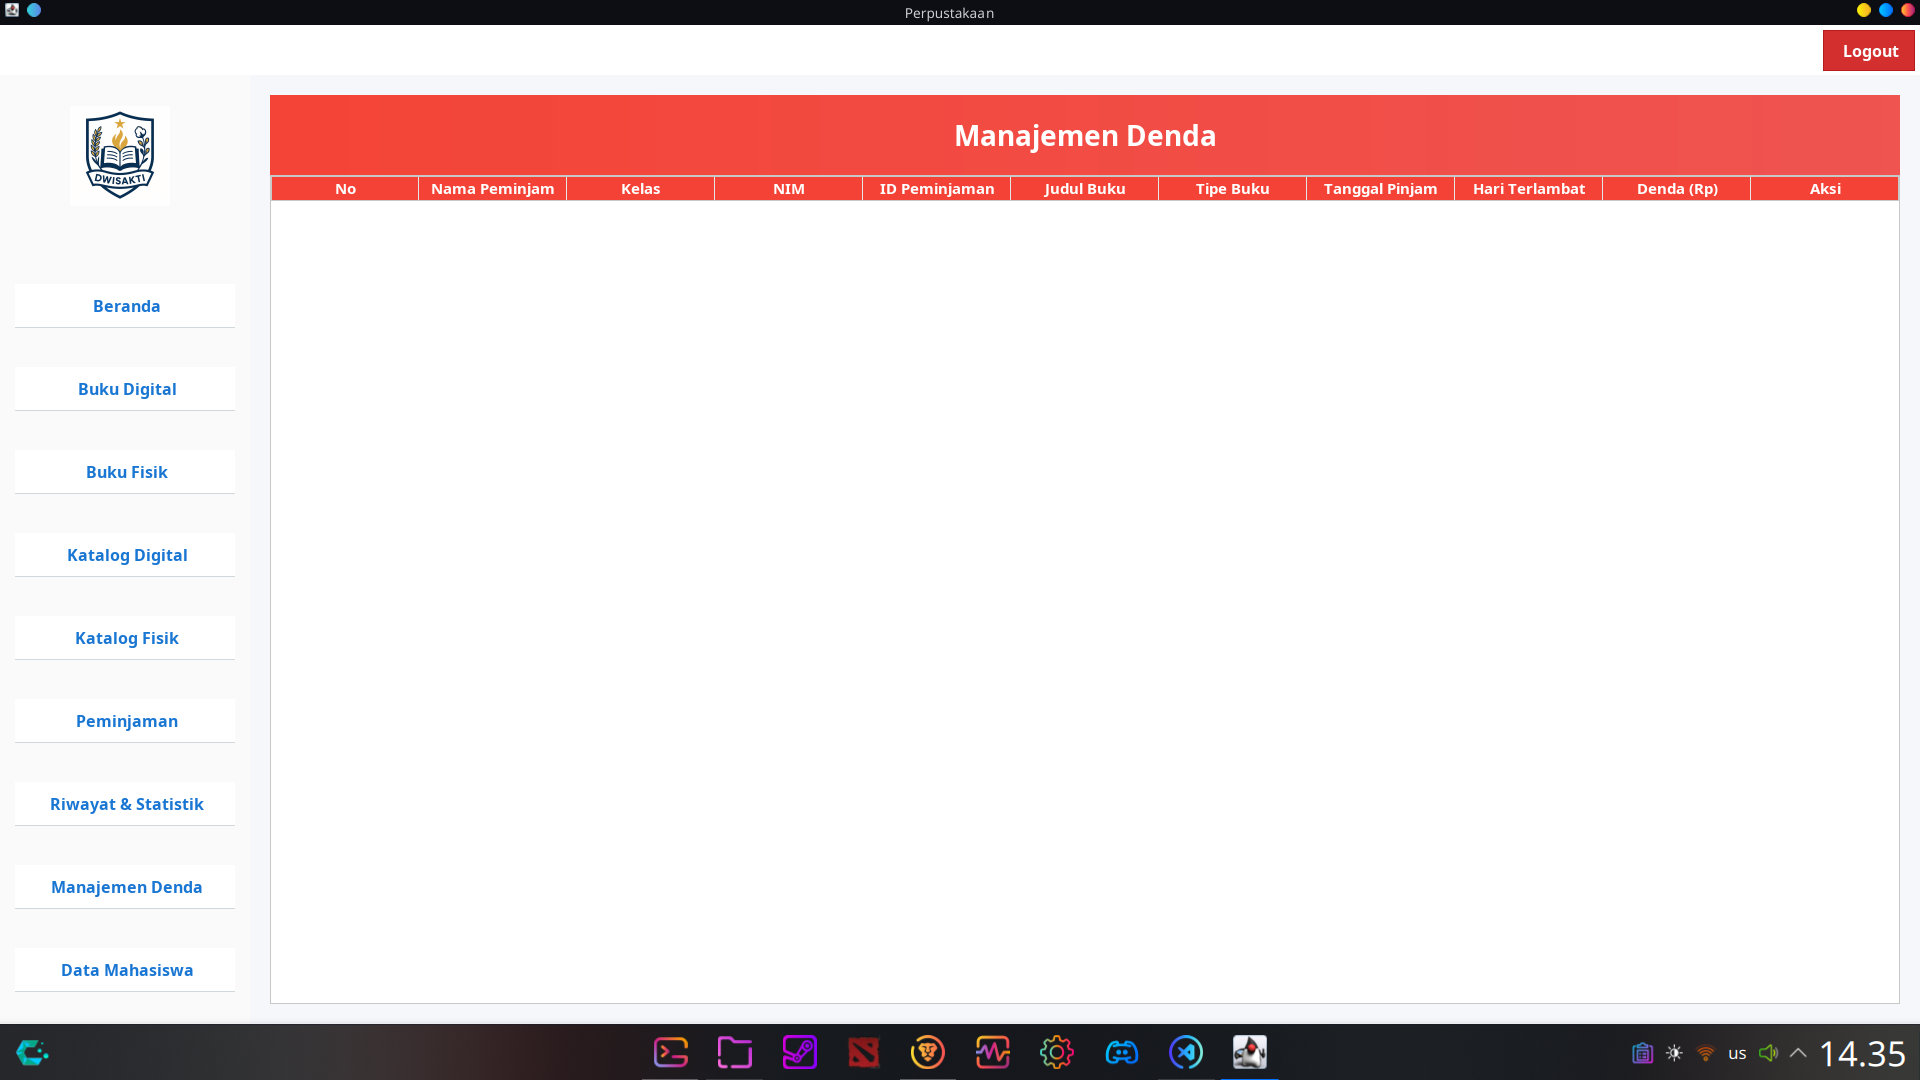 Perpustakaan
Logout
DWISAKTI
Manajemen Denda
No Nama Peminjam Kelas NIM ID Peminjaman Judul Buku Tipe Buku Tanggal Pinjam Hari Terlambat Denda (Rp) Aksi
Beranda
Buku Digital
Buku Fisik
Katalog Digital
Katalog Fisik
Peminjaman
Riwayat & Statistik
Manajemen Denda
Data Mahasiswa
us 14.35